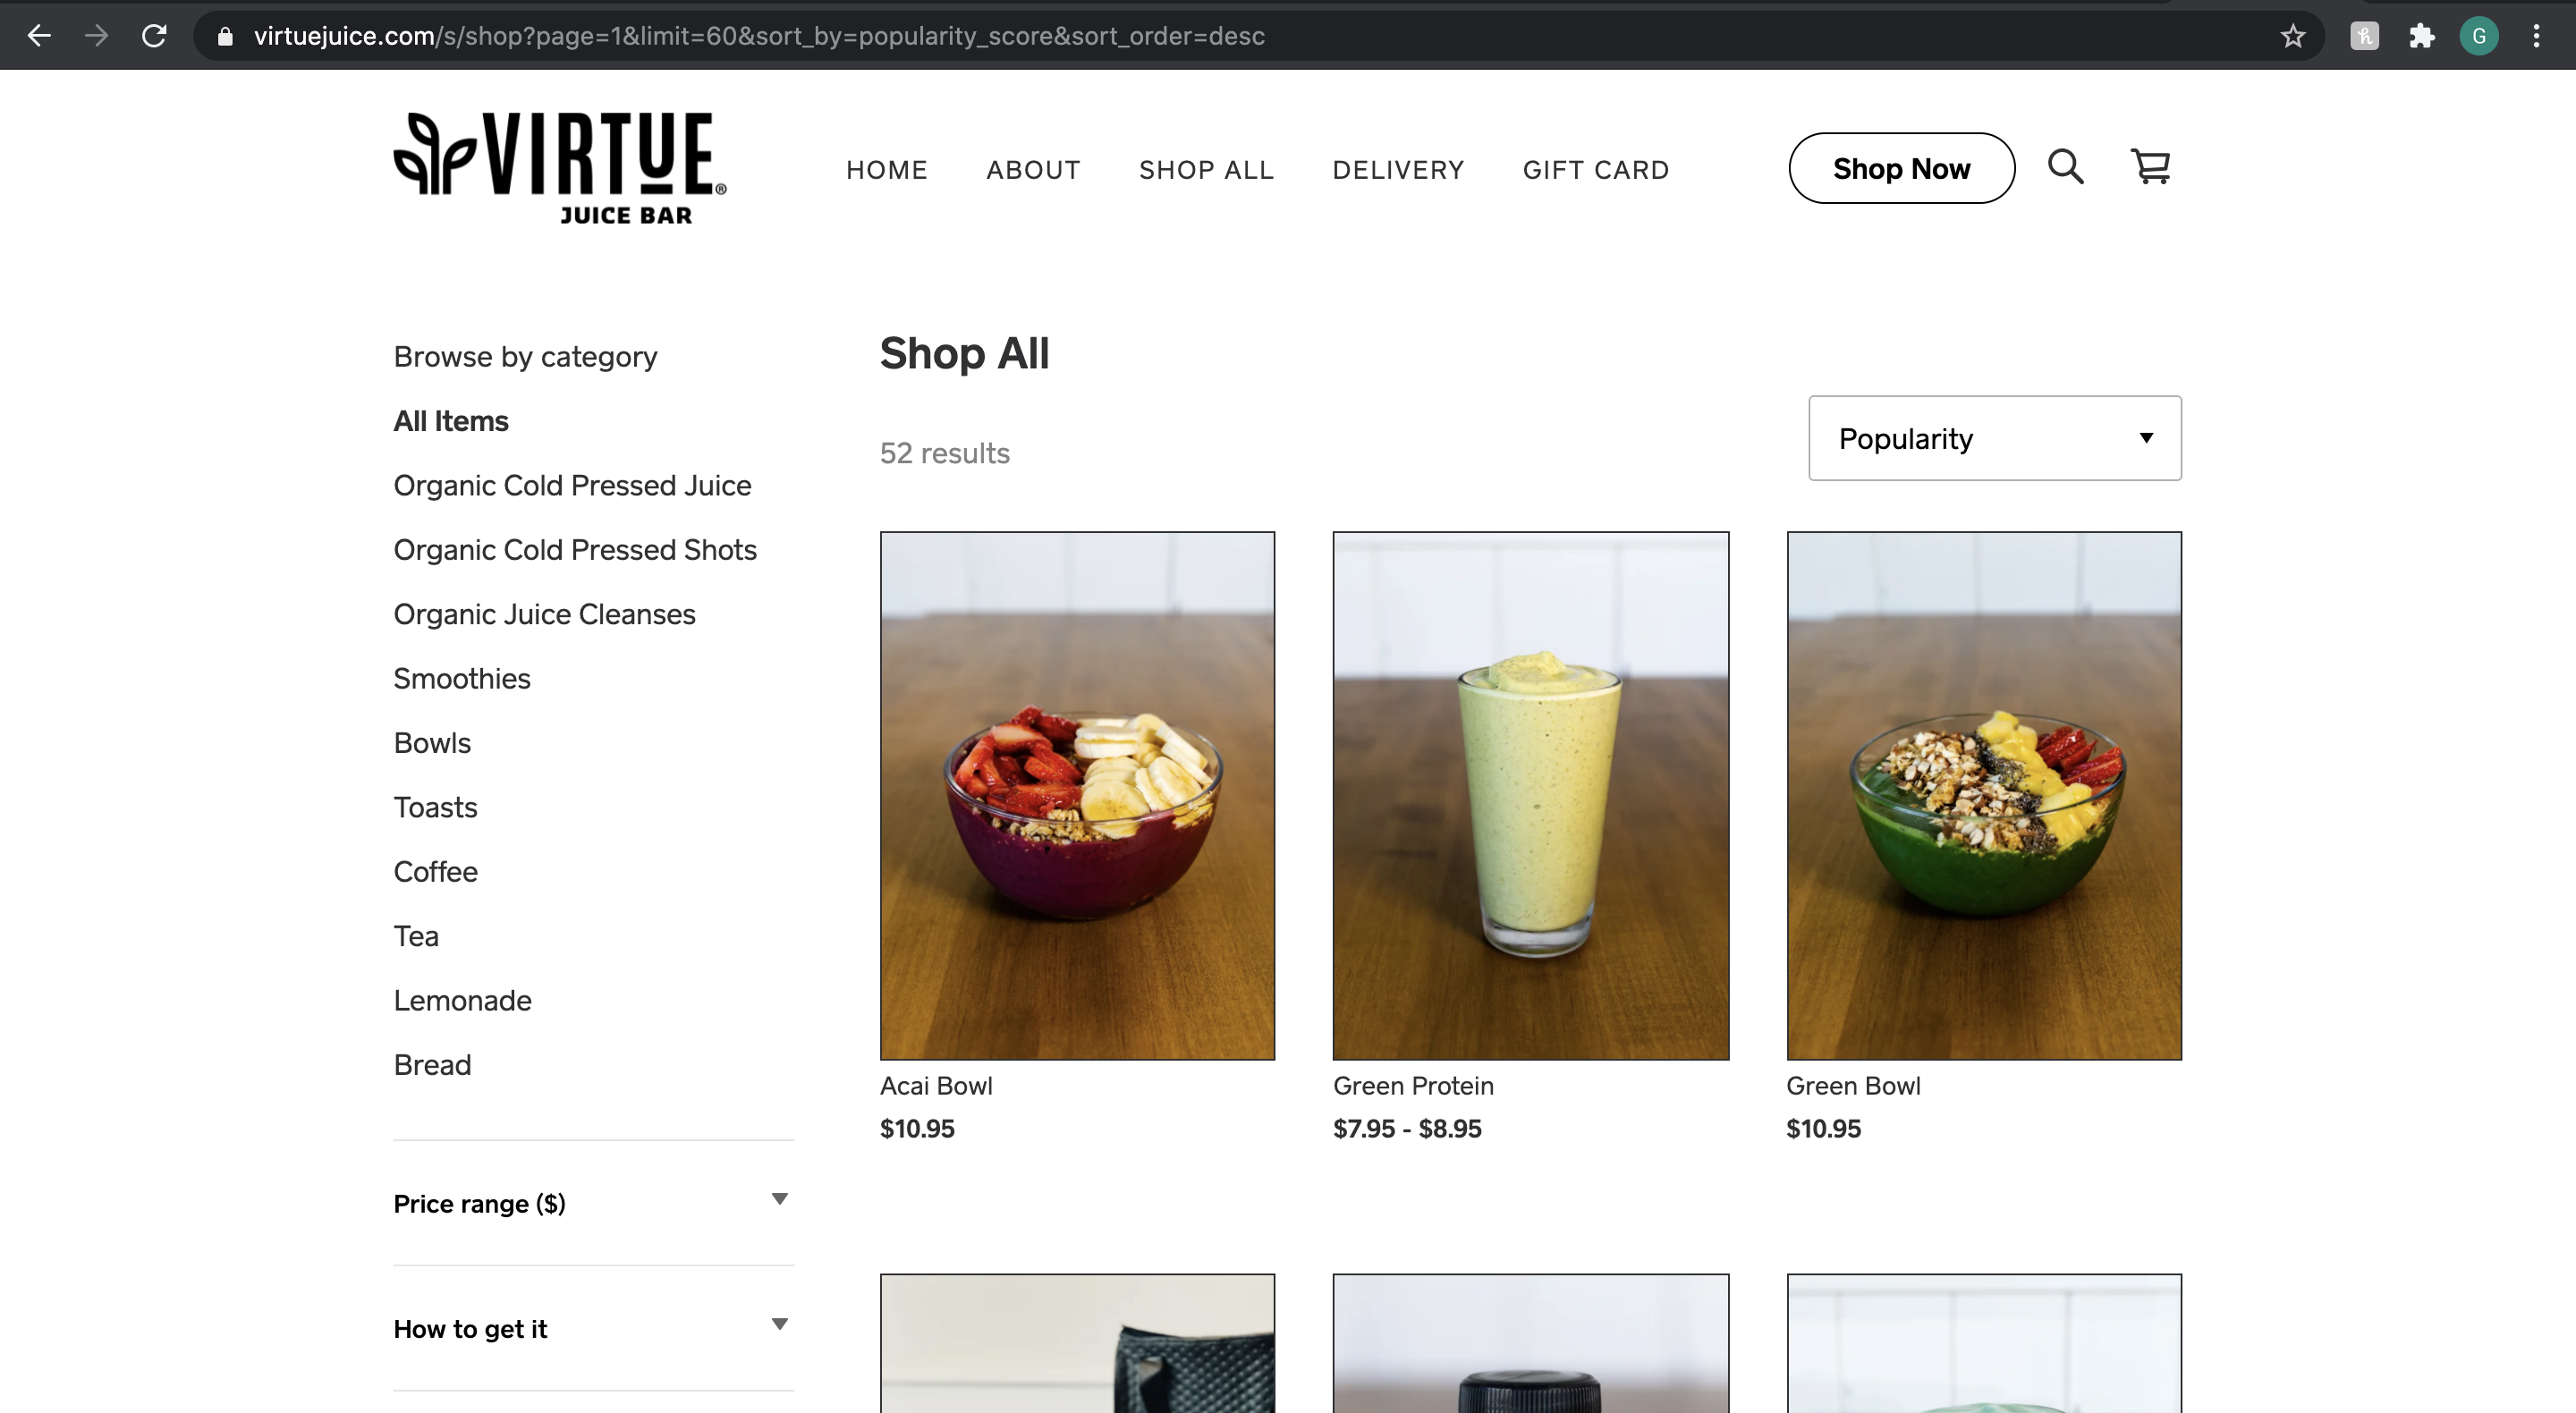 virtuejuice.com/s/shop?page=1&limit=60&sort_by=popularity_score&sort_order=desc
G
VIRTUE®
JUICE BAR
HOME ABOUT SHOP ALL DELIVERY GIFT CARD
Shop Now
Browse by category
All Items
Organic Cold Pressed Juice
Organic Cold Pressed Shots
Organic Juice Cleanses
Smoothies
Bowls
Toasts
Coffee
Tea
Lemonade
Bread
Price range ($)
How to get it
Shop All
52 results
Popularity
Acai Bowl
$10.95
Green Protein
$7.95 - $8.95
Green Bowl
$10.95